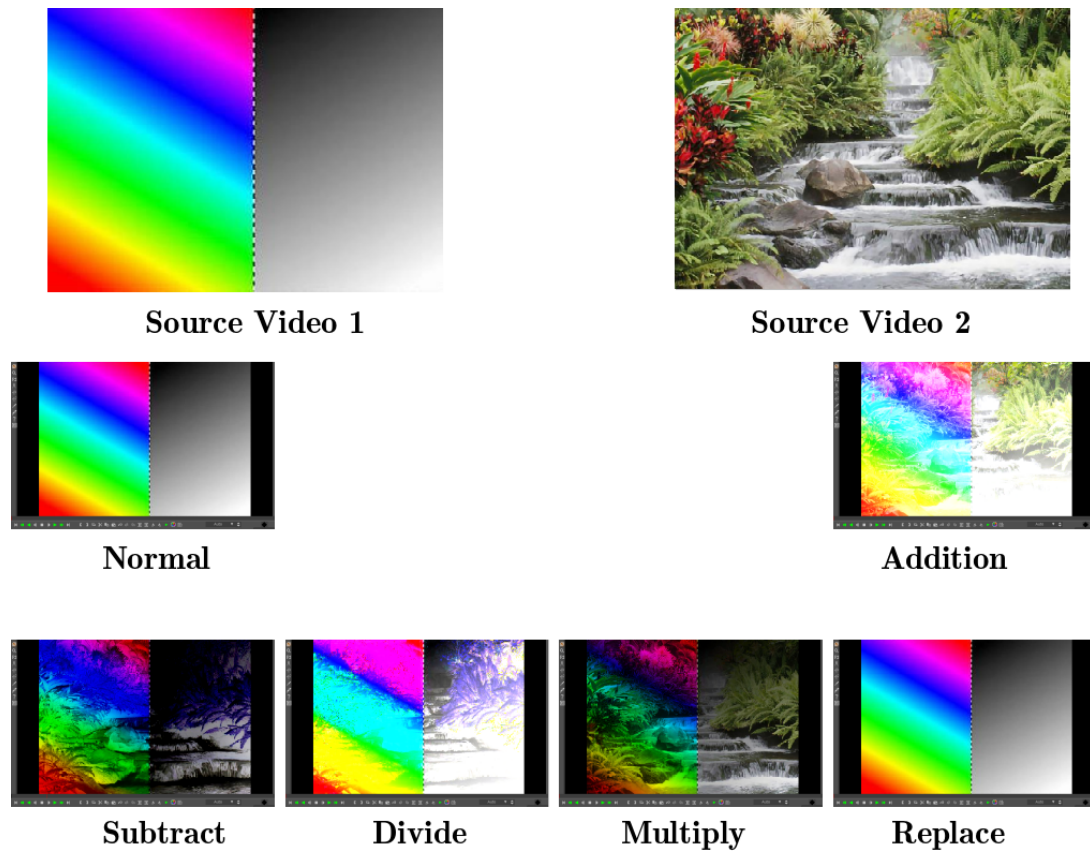 Source Video 1
Source Video 2
Normal
Addition
Subtract
Divide
Multiply
Replace